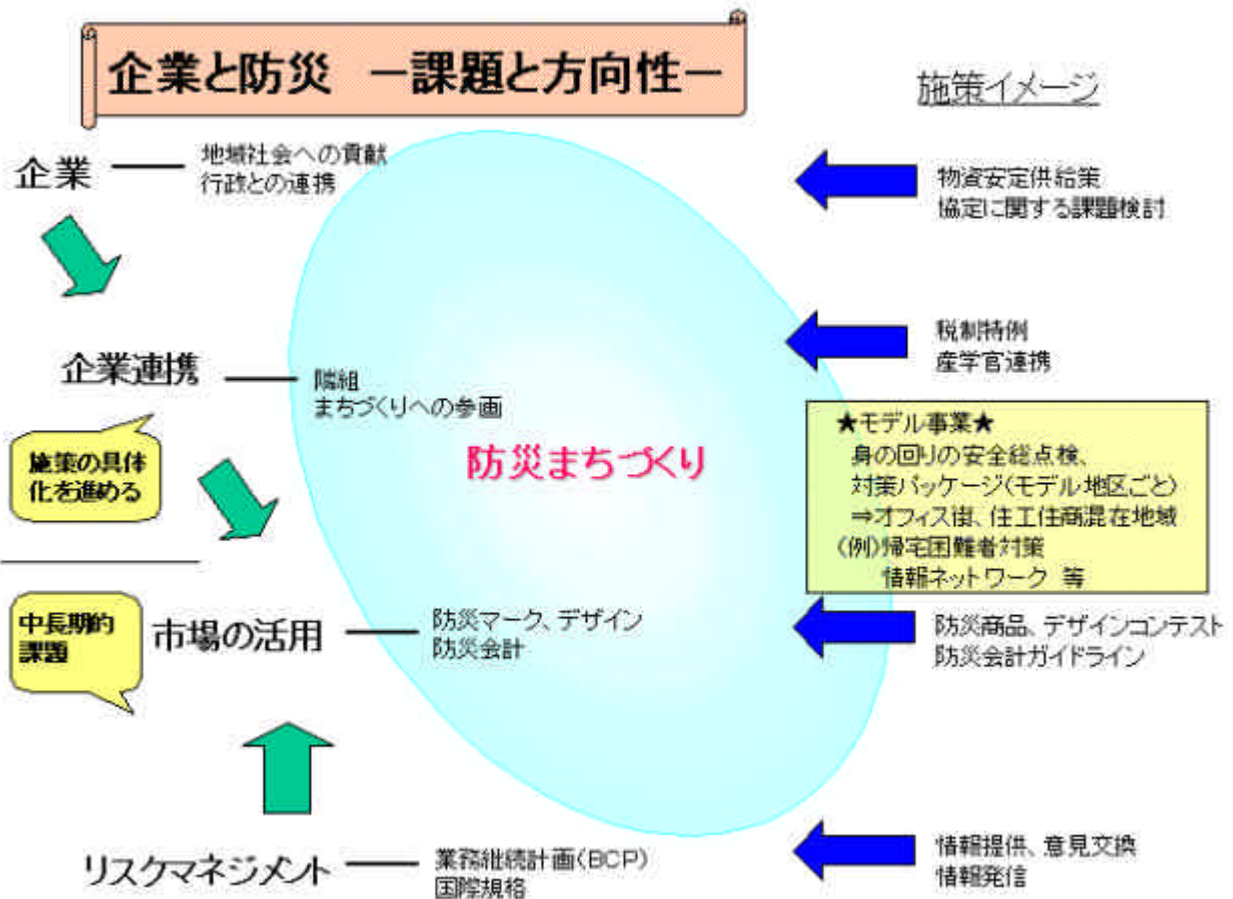 企業と防災 －課題と方向性－
施策イメージ
企業
地域社会への貢献
行政との連携
物資安定供給策
協定に関する課題検討
企業連携
隣組
まちづくりへの参画
税制特例
産学官連携
施策の具体
化を進める
防災まちづくり
★モデル事業★
身の回りの安全総点検、
対策パッケージ(モデル地区ごと)
⇒オフィス街、住工住商混在地域
(例)帰宅困難者対策
情報ネットワーク 等
中長期的
課題
市場の活用
防災マーク、デザイン
防災会計
防災商品、デザインコンテスト
防災会計ガイドライン
リスクマネジメント
業務継続計画(BCP)
国際規格
情報提供、意見交換
情報発信